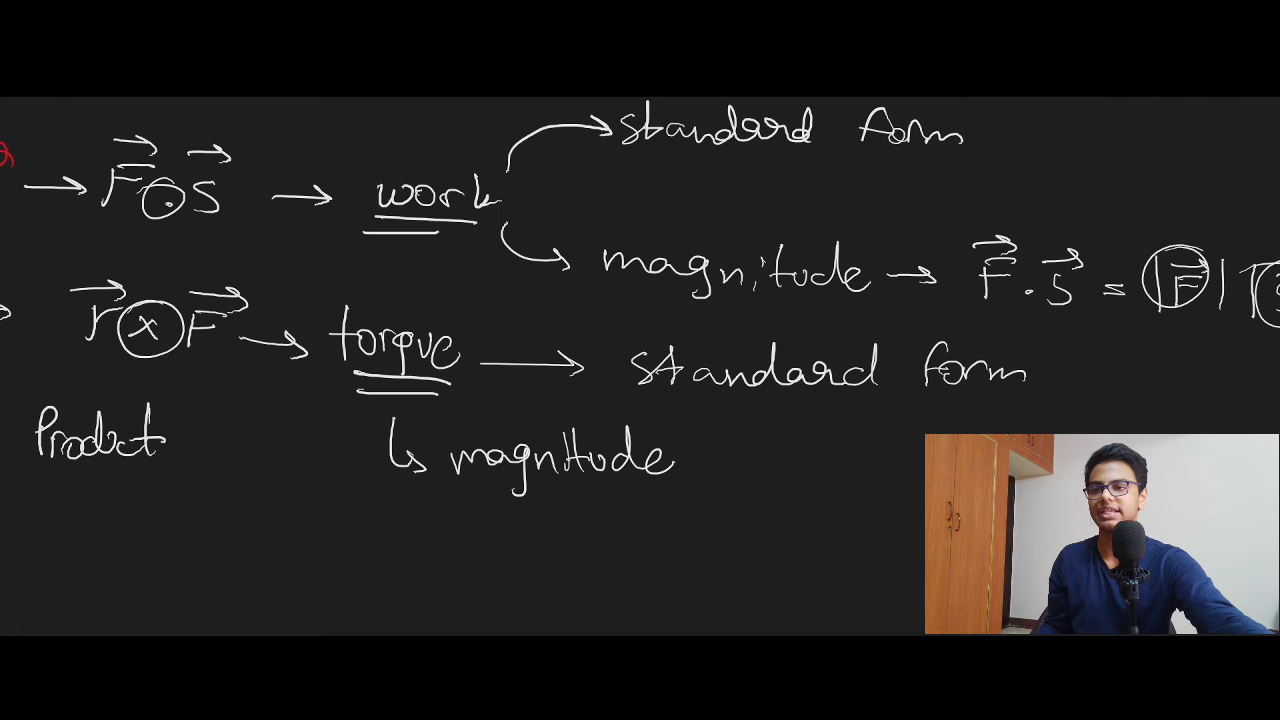 standard form
→ F⃗ ⊙ S⃗ → work
magnitude → F⃗ . S⃗ = |F⃗| |
r⃗ ⓧ F⃗ → torque → standard form
Product
↳ magnitude